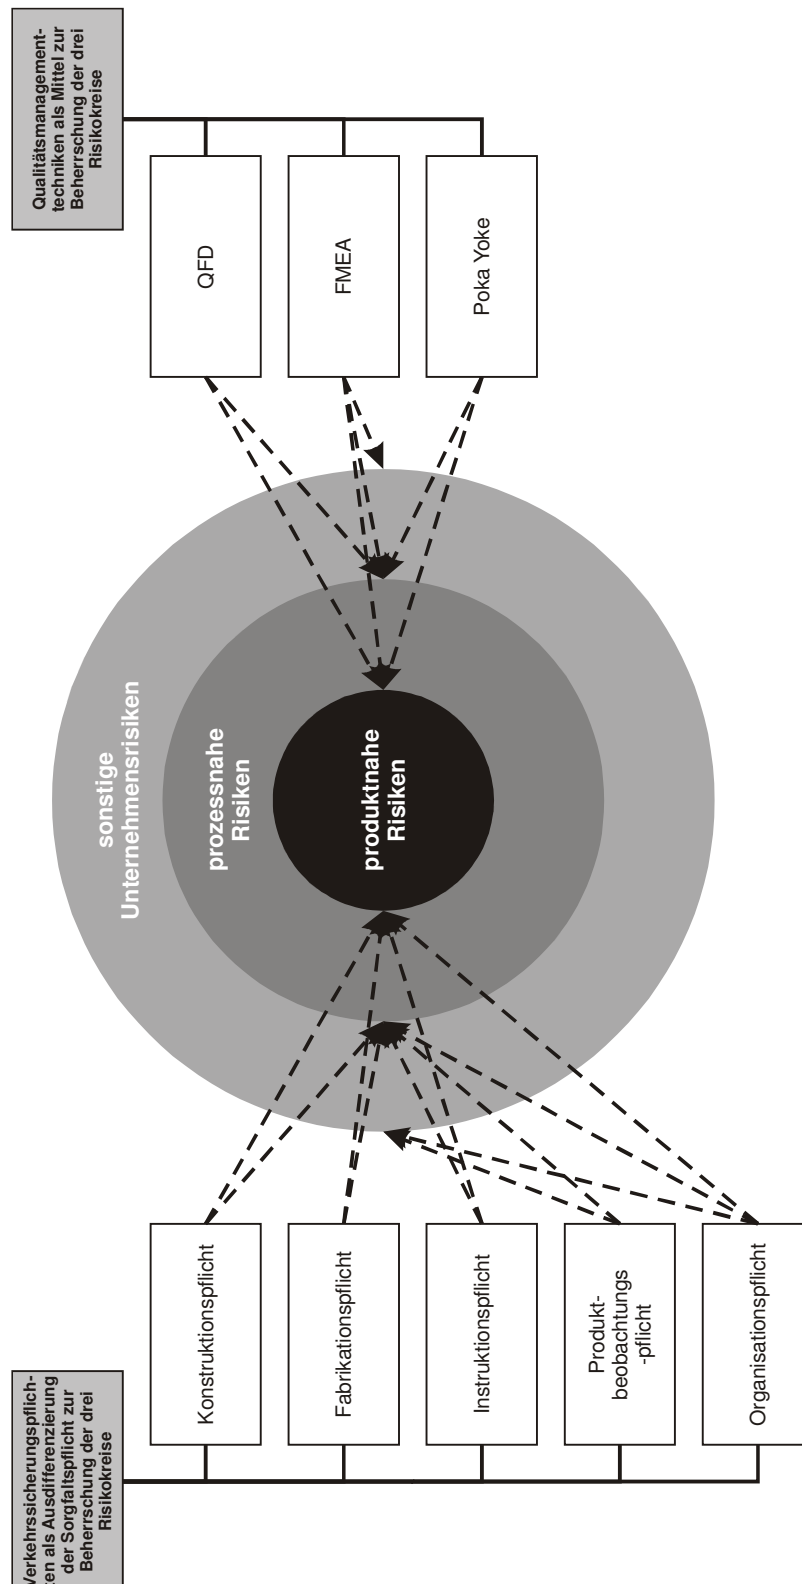 Verkehrssicherungspflich-
ten als Ausdifferenzierung
der Sorgfaltspflicht zur
Beherrschung der drei
Risikokreise
Konstruktionspflicht
Fabrikationspflicht
Instruktionspflicht
Produkt-
beobachtungs
-pflicht
Organisationspflicht
sonstige
Unternehmensrisiken
prozessnahe
Risiken
produktnahe
Risiken
Qualitätsmanagement-
techniken als Mittel zur
Beherrschung der drei
Risikokreise
QFD
FMEA
Poka Yoke